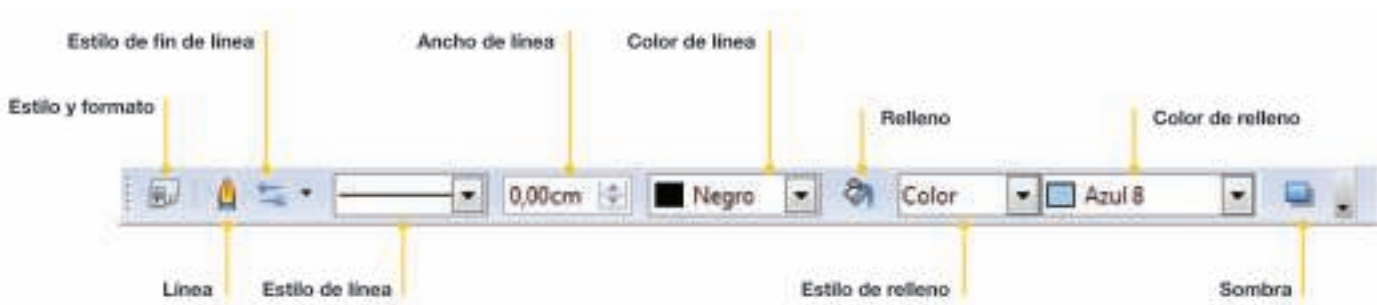 Estilo de fin de línea
Ancho de línea
Color de línea
Estilo y formato
Relleno
Color de relleno
0,00cm
Negro
Color
Azul 8
Línea
Estilo de línea
Estilo de relleno
Sombra